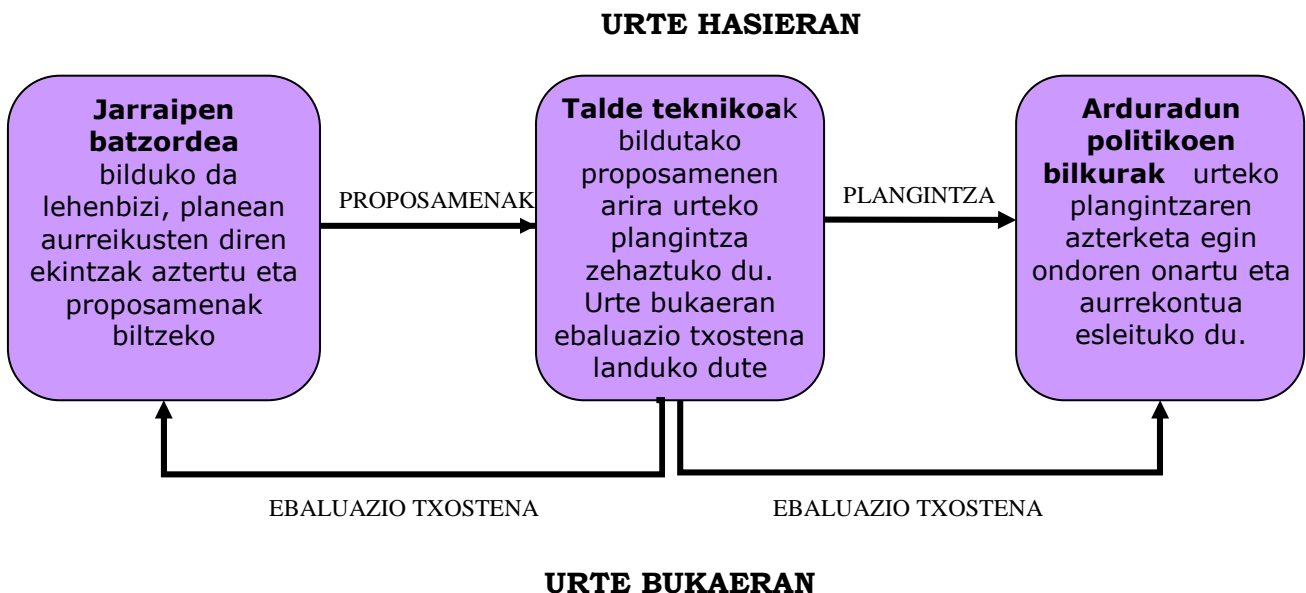 URTE HASIERAN
Jarraipen
batzordea
bilduko da
lehenbizi, planean
aurreikusten diren
ekintzak aztertu eta
proposamenak
biltzeko
PROPOSAMENAK
Talde teknikoak
bildutako
proposamenen
arira urteko
plangintza
zehaztuko du.
Urte bukaeran
ebaluazio txostena
landuko dute
PLANGINTZA
Arduradun
politikoen
bilkurak urteko
plangintzaren
azterketa egin
ondoren onartu eta
aurrekontua
esleituko du.
EBALUAZIO TXOSTENA
EBALUAZIO TXOSTENA
URTE BUKAERAN